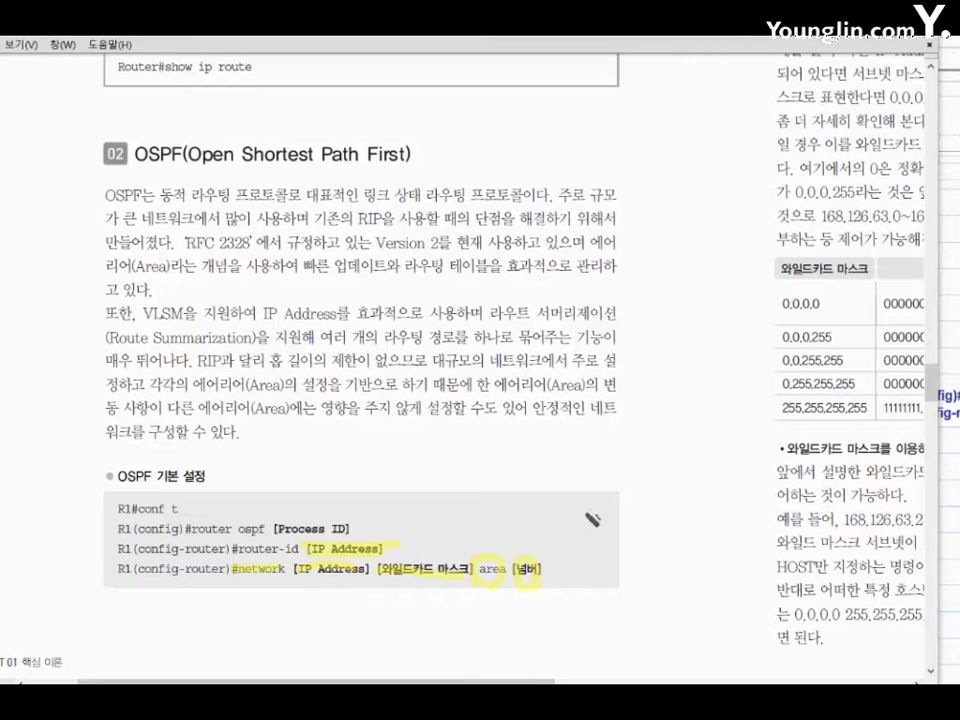 Younglin.com Y.
보기(V) 창(W) 도움말(H)
Router#show ip route
02 OSPF(Open Shortest Path First)
OSPF는 동적 라우팅 프로토콜로 대표적인 링크 상태 라우팅 프로토콜이다. 주로 규모
가 큰 네트워크에서 많이 사용하며 기존의 RIP을 사용할 때의 단점을 해결하기 위해서
만들어졌다. 'RFC 2328'에서 규정하고 있는 Version 2를 현재 사용하고 있으며 에어
리어(Area)라는 개념을 사용하여 빠른 업데이트와 라우팅 테이블을 효과적으로 관리하
고 있다.
또한, VLSM을 지원하여 IP Address를 효과적으로 사용하며 라우트 서머리제이션
(Route Summarization)을 지원해 여러 개의 라우팅 경로를 하나로 묶어주는 기능이
매우 뛰어나다. RIP과 달리 홉 길이의 제한이 없으므로 대규모의 네트워크에서 주로 설
정하고 각각의 에어리어(Area)의 설정을 기반으로 하기 때문에 한 에어리어(Area)의 변
동 사항이 다른 에어리어(Area)에는 영향을 주지 않게 설정할 수도 있어 안정적인 네트
워크를 구성할 수 있다.
OSPF 기본 설정
R1#conf t
R1(config)#router ospf [Process ID]
R1(config-router)#router-id [IP Address]
R1(config-router)#network [IP Address] [와일드카드 마스크] area [넘버]
T 01 핵심 이론
되어 있다면 서브넷 마스
스크로 표현한다면 0.0.0
좀 더 자세히 확인해 본다
일 경우 이를 와일드카드
다. 여기에서의 0은 정확
가 0.0.0.255라는 것은
것으로 168.126.63.0~16
부하는 등 제어가 가능해
와일드카드 마스크
0.0.0.0 000000
0.0.0.255 000000
0.0.255.255 000000
0.255.255.255 000000
255.255.255.255 11111111.
• 와일드카드 마스크를 이용하
앞에서 설명한 와일드카드
어하는 것이 가능하다.
예를 들어, 168.126.63.2
와일드 마스크 서브넷이
HOST만 지정하는 명령이
반대로 어떠한 특정 호스
는 0.0.0.0 255.255.255
면 된다.
fig)#
fig-r